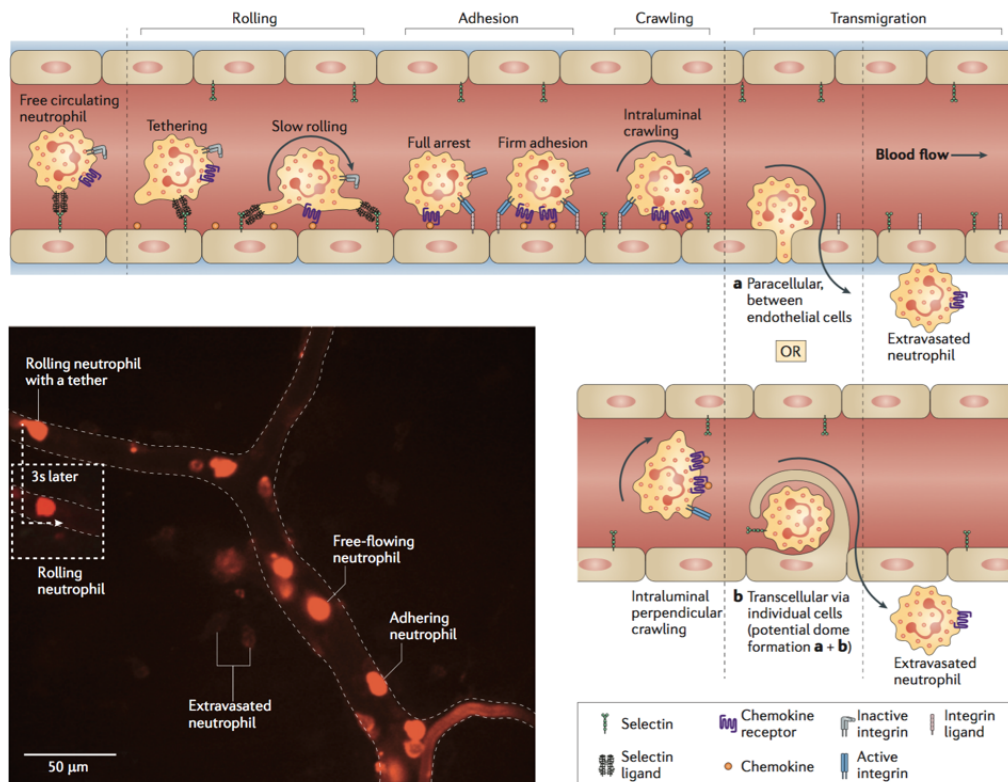 Rolling
Adhesion
Crawling
Transmigration
Free circulating
neutrophil
Tethering
Slow rolling
Full arrest
Firm adhesion
Intraluminal
crawling
Blood flow
a Paracellular,
between
endothelial cells
Extravasated
neutrophil
OR
Rolling neutrophil
with a tether
3s later
Rolling
neutrophil
Free-flowing
neutrophil
Adhering
neutrophil
Extravasated
neutrophil
50 μm
Intraluminal
perpendicular
crawling
b Transcellular via
individual cells
(potential dome
formation a + b)
Extravasated
neutrophil
Selectin
Chemokine
receptor
Inactive
integrin
Integrin
ligand
Selectin
ligand
Chemokine
Active
integrin